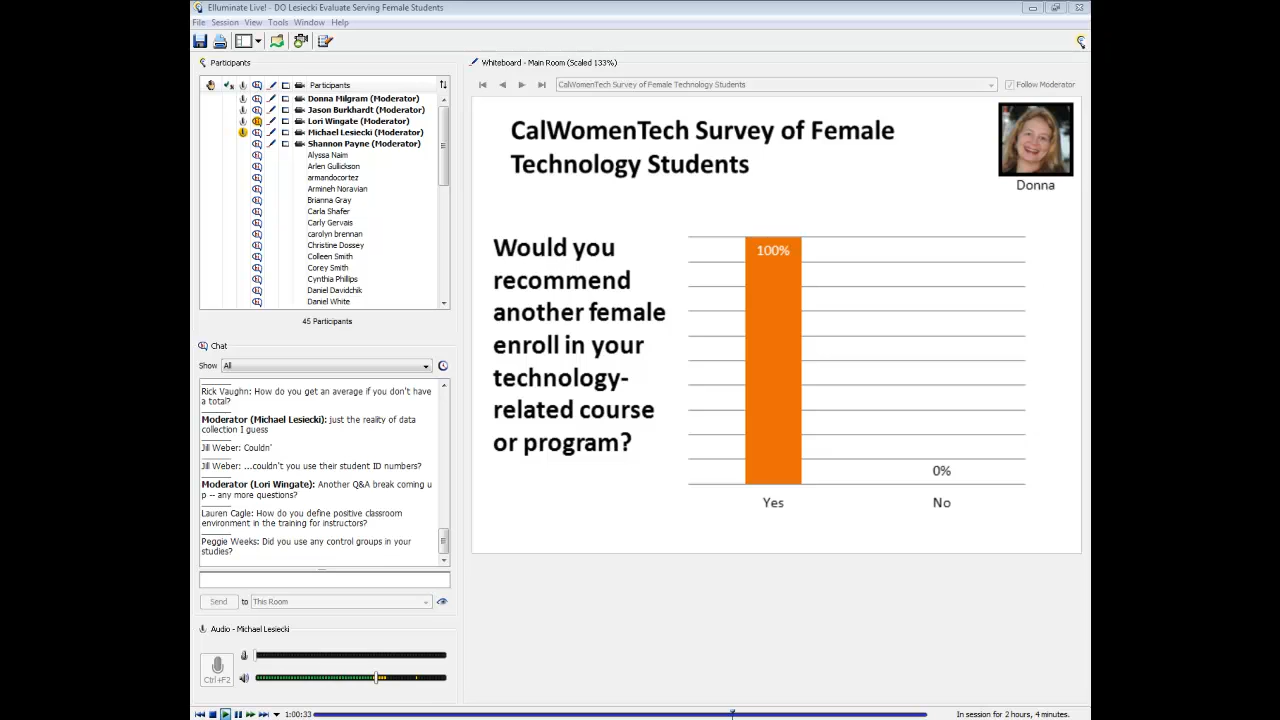 Elluminate Live! - DO Lesiecki Evaluate Serving Female Students
File Session View Tools Window Help
Participants
Participants
Donna Milgram (Moderator)
Jason Burkhardt (Moderator)
Lori Wingate (Moderator)
Michael Lesiecki (Moderator)
Shannon Payne (Moderator)
Alyssa Naim
Arlen Gullickson
armandocortez
Armineh Noravian
Brianna Gray
Carla Shafer
Carly Gervais
carolyn brennan
Christine Dossey
Colleen Smith
Corey Smith
Cynthia Phillips
Daniel Davidchik
Daniel White
45 Participants
Chat
Show All
Rick Vaughn: How do you get an average if you don't have
a total?
Moderator (Michael Lesiecki): just the reality of data
collection I guess
Jill Weber: Couldn'
Jill Weber: ...couldn't you use their student ID numbers?
Moderator (Lori Wingate): Another Q&A break coming u
p -- any more questions?
Lauren Cagle: How do you define positive classroom
environment in the training for instructors?
Peggie Weeks: Did you use any control groups in your
studies?
Send to This Room
Audio - Michael Lesiecki
Ctrl+F2
1:00:33
In session for 2 hours, 4 minutes.
Whiteboard - Main Room (Scaled 133%)
CalWomenTech Survey of Female Technology Students
Follow Moderator
CalWomenTech Survey of Female
Technology Students
Donna
Would you
recommend
another female
enroll in your
technology-
related course
or program?
100%
0%
Yes
No